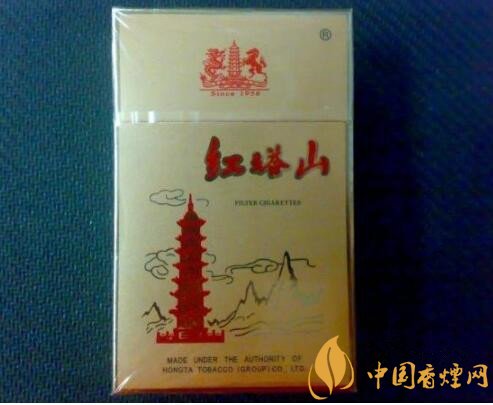 ®
Since 1956
红塔山
FILTER CIGARETTES
MADE UNDER THE AUTHORITY OF
HONGTA TOBACCO (GROUP) CO., LTD.
中国香烟网